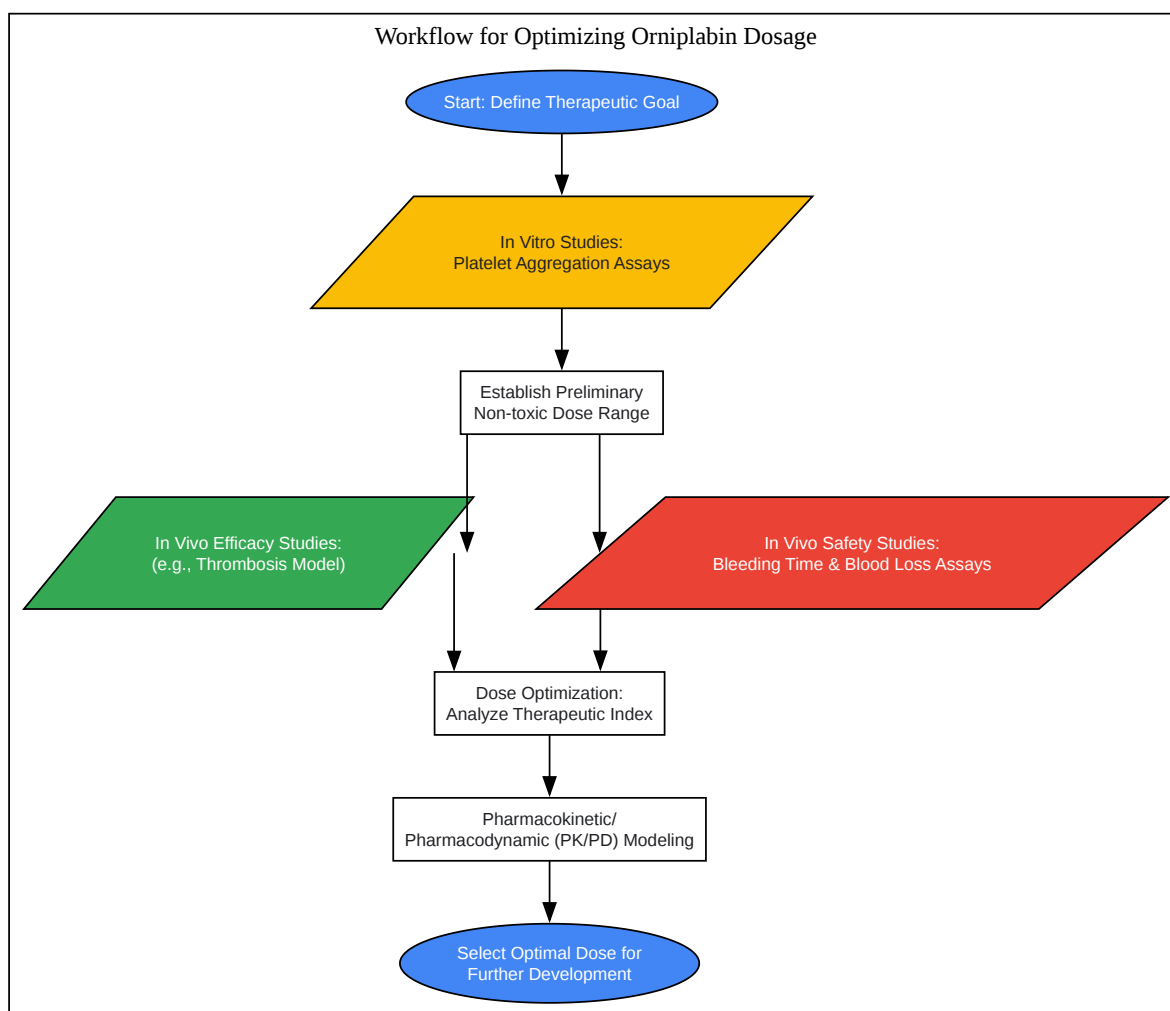 Workflow for Optimizing Orniplabin Dosage
Start: Define Therapeutic Goal
In Vitro Studies:
Platelet Aggregation Assays
Establish Preliminary
Non-toxic Dose Range
In Vivo Efficacy Studies:
(e.g., Thrombosis Model)
In Vivo Safety Studies:
Bleeding Time & Blood Loss Assays
Dose Optimization:
Analyze Therapeutic Index
Pharmacokinetic/
Pharmacodynamic (PK/PD) Modeling
Select Optimal Dose for
Further Development